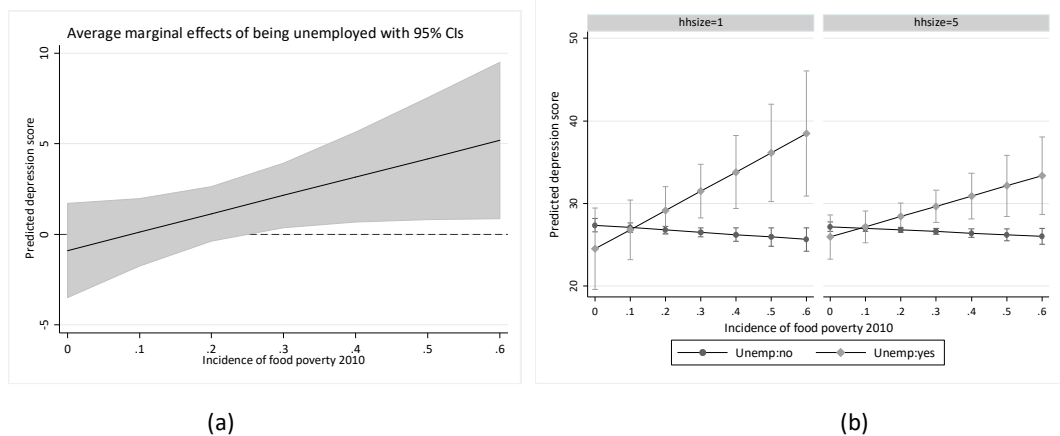 Average marginal effects of being unemployed with 95% CIs
Predicted depression score
10
5
0
-5
0 .1 .2 .3 .4 .5 .6
Incidence of food poverty 2010
(a)
hhsize=1 hhsize=5
Predicted depression score
50
40
30
20
0 .1 .2 .3 .4 .5 .6 0 .1 .2 .3 .4 .5 .6
Incidence of food poverty 2010
Unemp:no Unemp:yes
(b)